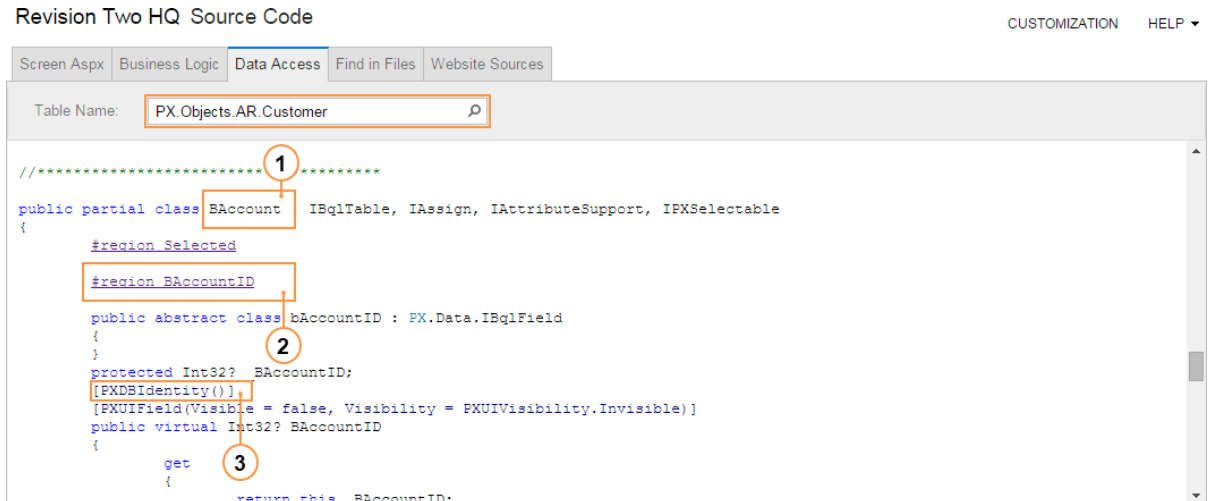 Revision Two HQ Source Code
CUSTOMIZATION HELP
Screen Aspx Business Logic Data Access Find in Files Website Sources
Table Name: PX.Objects.AR.Customer
1
//************************* *********
public partial class BAccount IBqlTable, IAssign, IAttributeSupport, IPXSelectable
{
#region Selected
#region BAccountID
public abstract class bAccountID : PX.Data.IBqlField
{
2
}
protected Int32? _BAccountID;
[PXDBIdentity()]
[PXUIField(Visible = false, Visibility = PXUIVisibility.Invisible)]
public virtual Int32? BAccountID
{
get
3
{
return this._BAccountID;